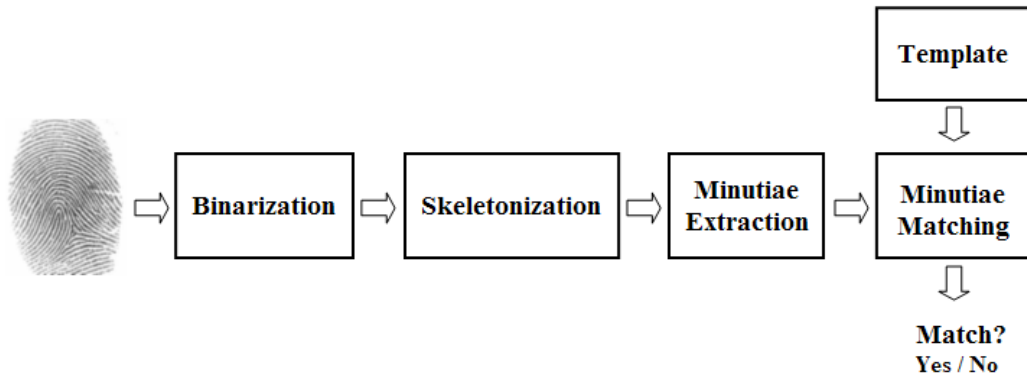 Template
Binarization
Skeletonization
Minutiae
Extraction
Minutiae
Matching
Match?
Yes / No